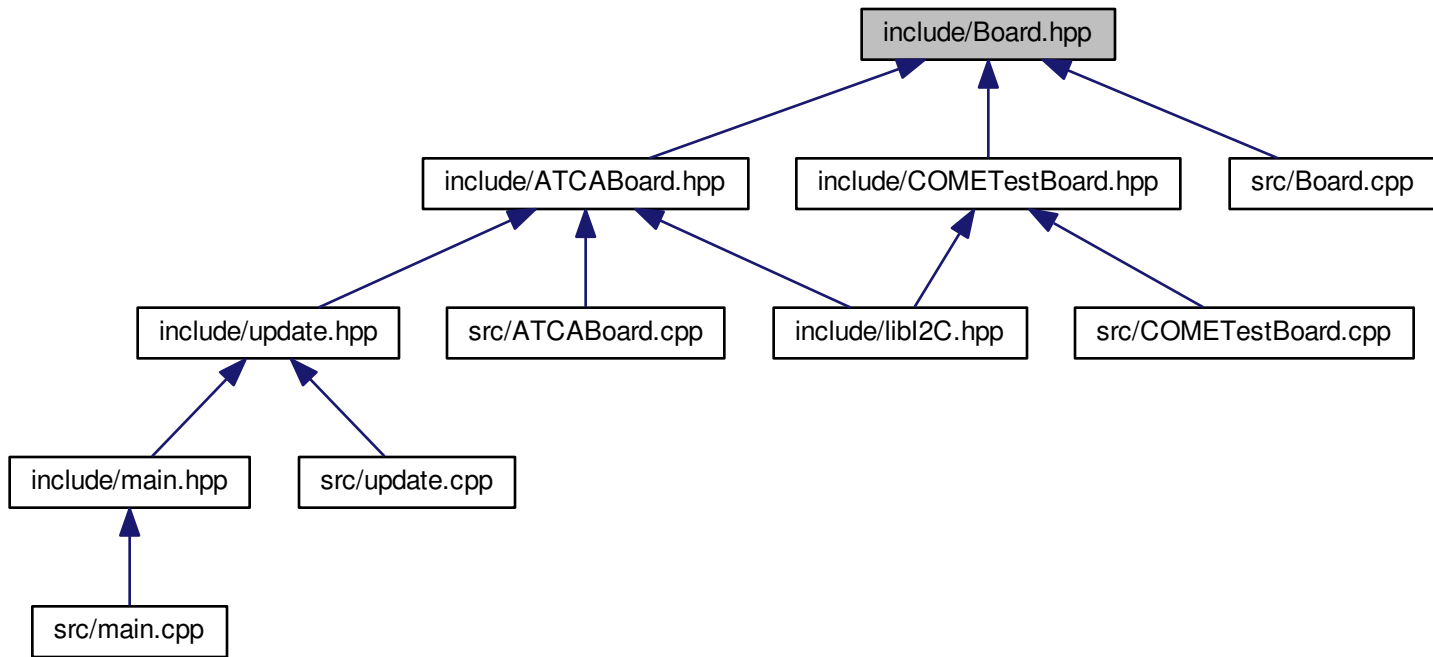 include/Board.hpp
include/ATCABoard.hpp
include/COMETestBoard.hpp
src/Board.cpp
include/update.hpp
src/ATCABoard.cpp
include/libI2C.hpp
src/COMETestBoard.cpp
include/main.hpp
src/update.cpp
src/main.cpp